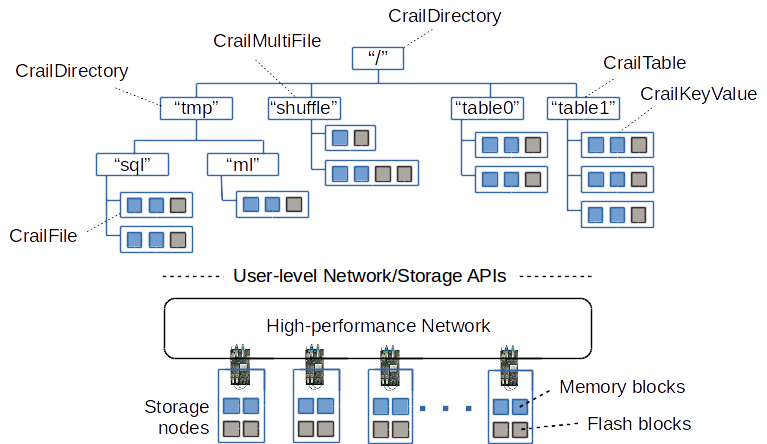 CrailDirectory
CrailMultiFile
“/”
CrailDirectory
CrailTable
CrailKeyValue
“tmp”
“shuffle”
“table0”
“table1”
“sql”
“ml”
CrailFile
User-level Network/Storage APIs
High-performance Network
Storage
nodes
Memory blocks
Flash blocks